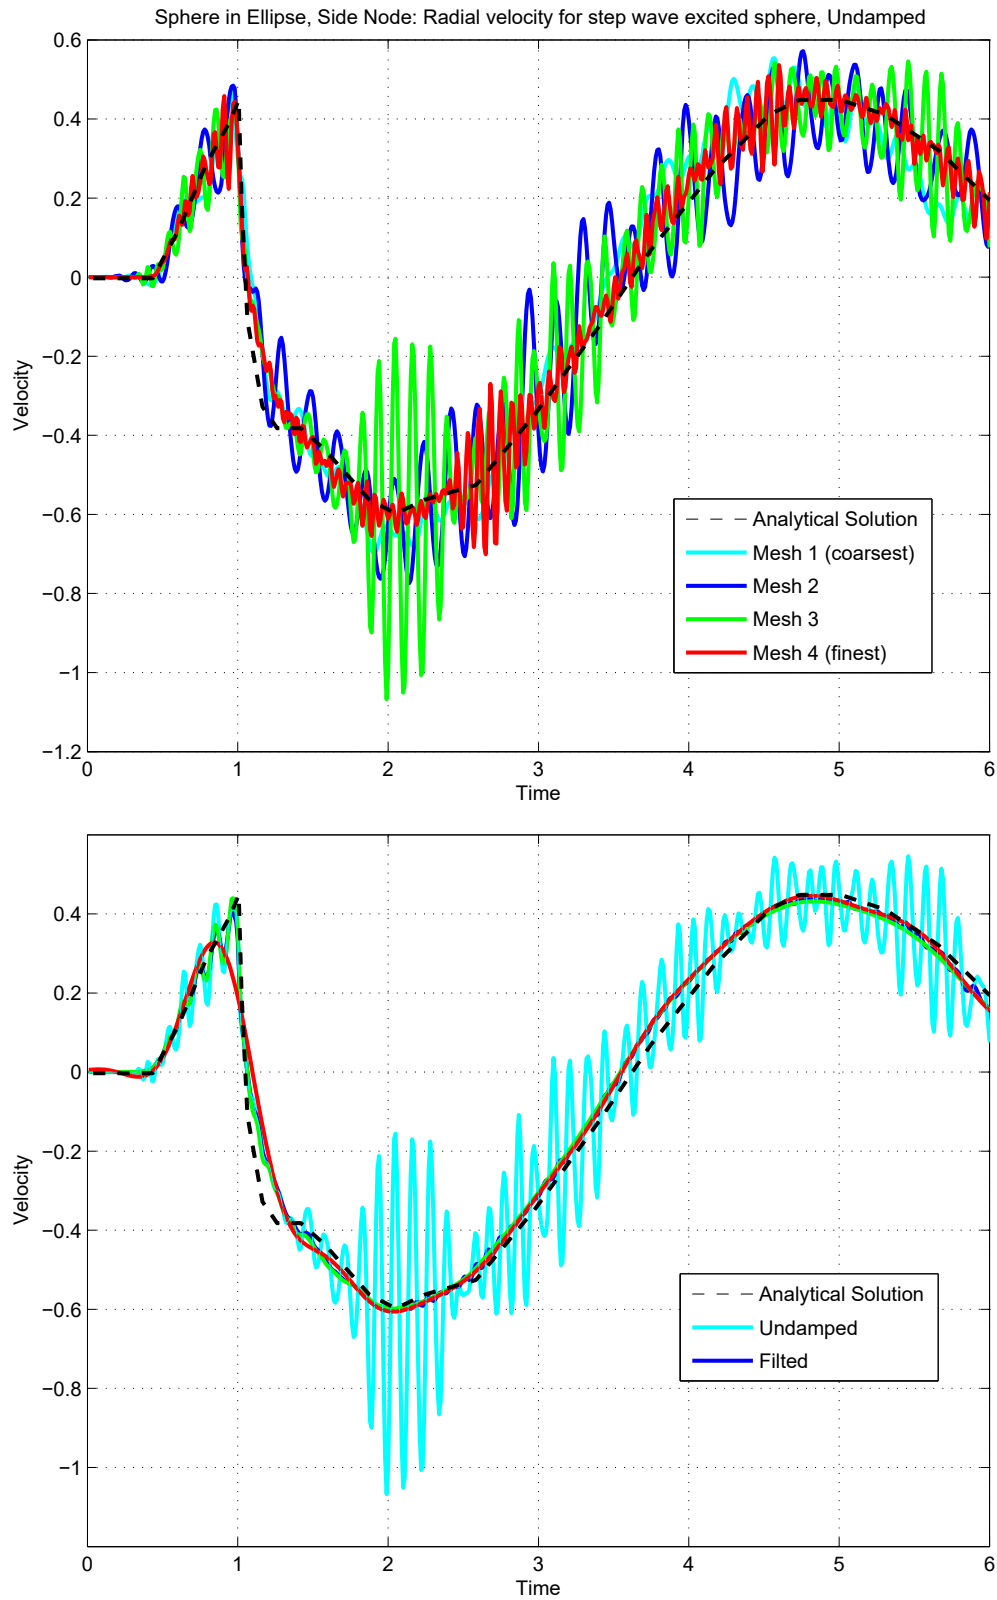 Sphere in Ellipse, Side Node: Radial velocity for step wave excited sphere, Undamped
0.6
0.4
0.2
0
−0.2
−0.4
−0.6
−0.8
−1
−1.2
Velocity
Analytical Solution
Mesh 1 (coarsest)
Mesh 2
Mesh 3
Mesh 4 (finest)
0 1 2 3 4 5 6
Time
0.4
0.2
0
−0.2
−0.4
−0.6
−0.8
−1
Velocity
Analytical Solution
Undamped
Filted
0 1 2 3 4 5 6
Time